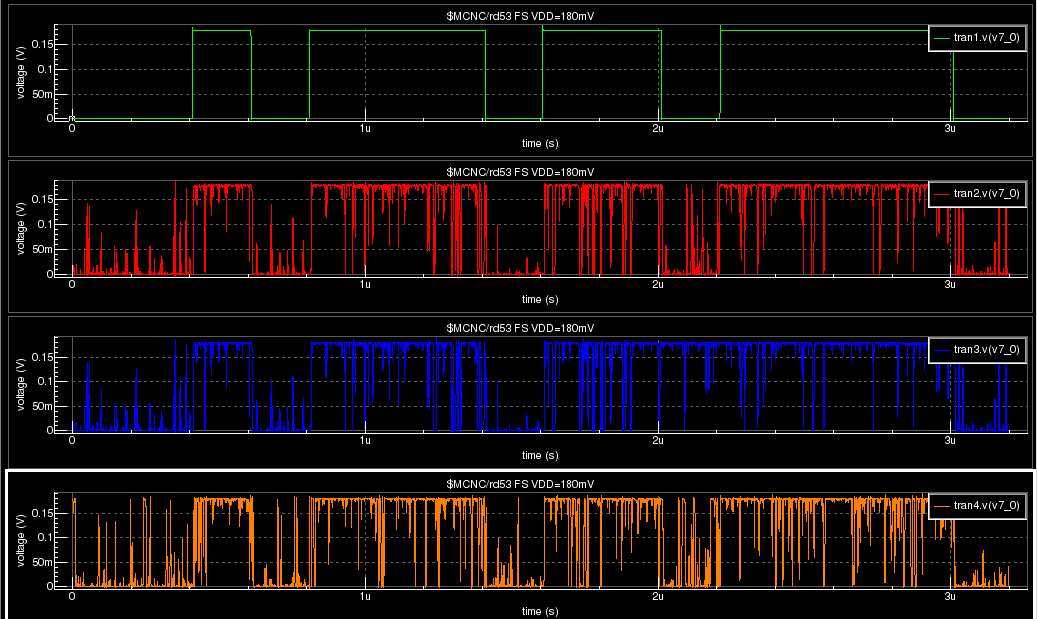 $MCNC/rd53 FS VDD=180mV
tran1.v(v7_0)
voltage (V)
0.15
0.1
50m
0
0
1u
2u
3u
time (s)
$MCNC/rd53 FS VDD=180mV
tran2.v(v7_0)
voltage (V)
0.15
0.1
50m
0
0
1u
2u
3u
time (s)
$MCNC/rd53 FS VDD=180mV
tran3.v(v7_0)
voltage (V)
0.15
0.1
50m
0
0
1u
2u
3u
time (s)
$MCNC/rd53 FS VDD=180mV
tran4.v(v7_0)
voltage (V)
0.15
0.1
50m
0
0
1u
2u
3u
time (s)